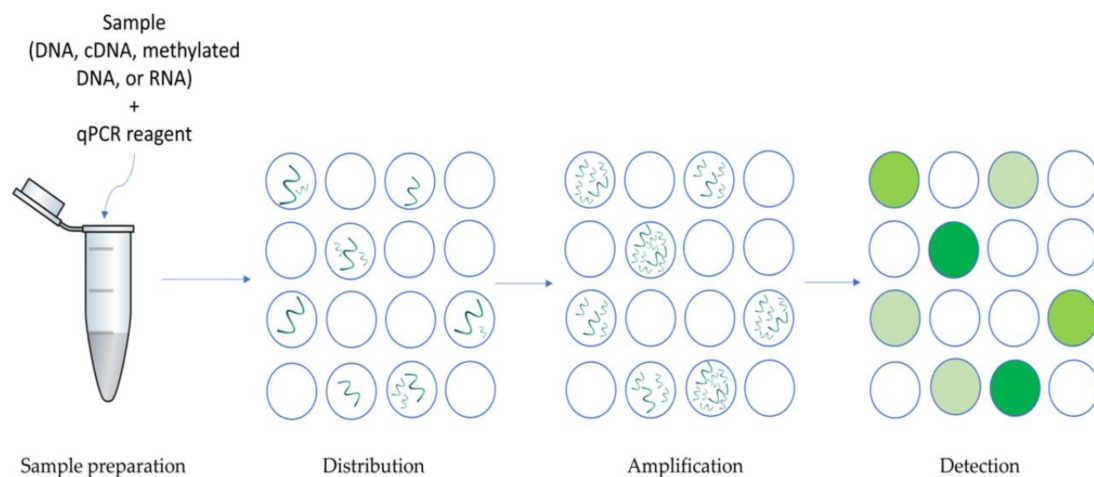 Sample
(DNA, cDNA, methylated
DNA, or RNA)
+
qPCR reagent
Sample preparation
Distribution
Amplification
Detection